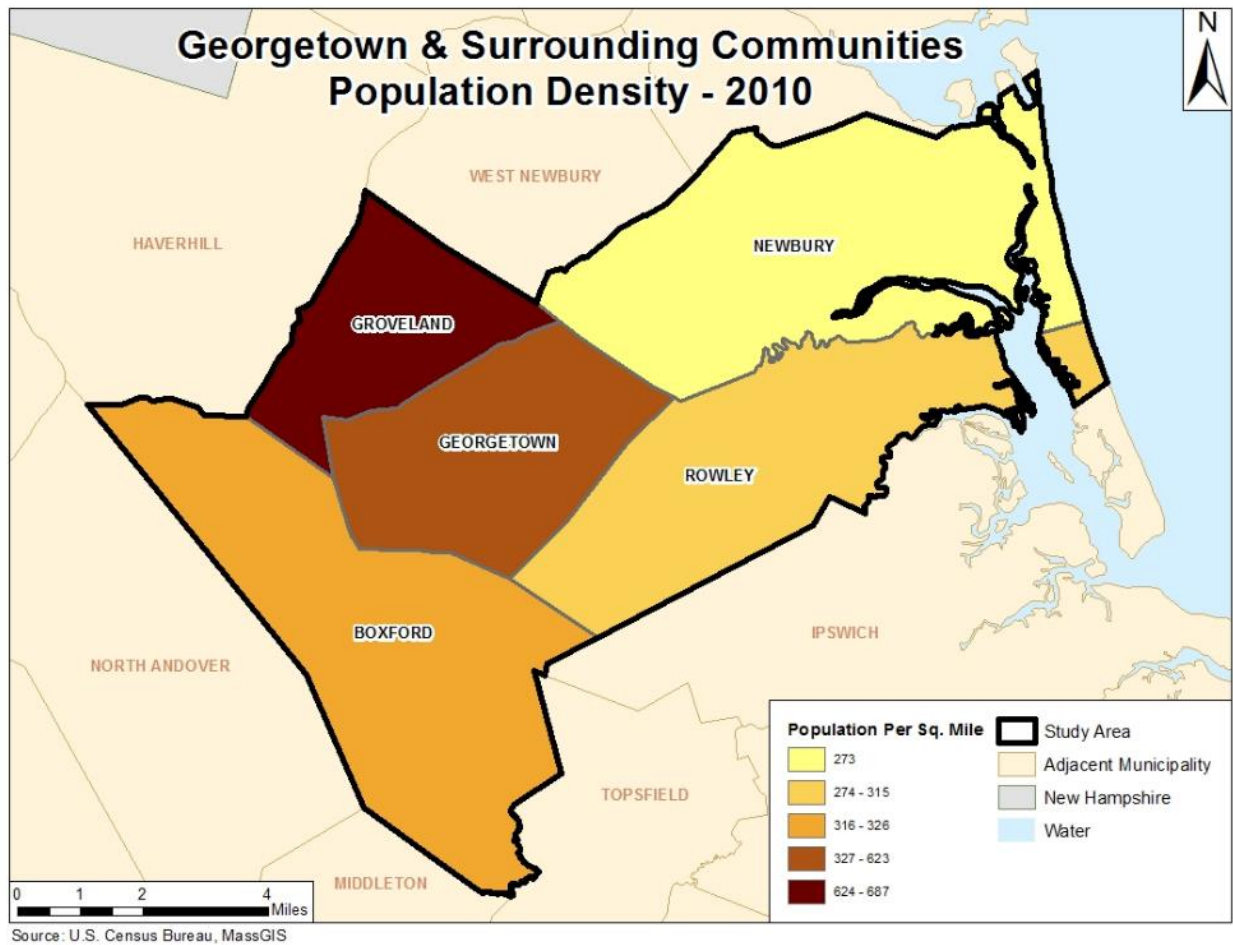 Georgetown & Surrounding Communities
Population Density - 2010
N
WEST NEWBURY
HAVERHILL
NEWBURY
GROVELAND
GEORGETOWN
ROWLEY
BOXFORD
IPSWICH
NORTH ANDOVER
TOPSFIELD
MIDDLETON
Population Per Sq. Mile
273
274 - 315
316 - 326
327 - 623
624 - 687
Study Area
Adjacent Municipality
New Hampshire
Water
0 1 2 4
Miles
Source: U.S. Census Bureau, MassGIS